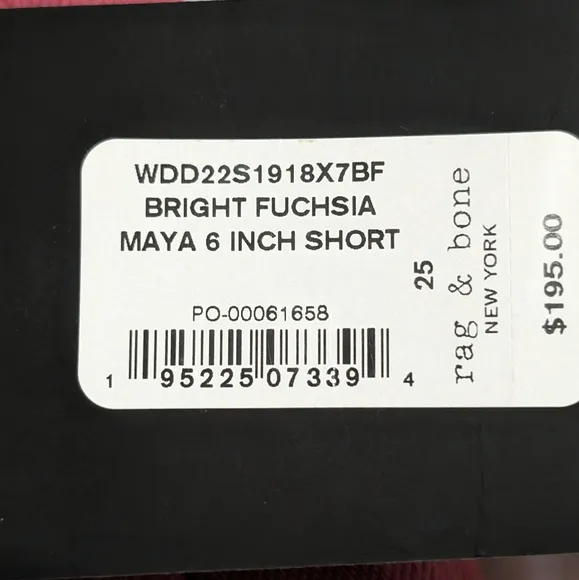 WDD22S1918X7BF
BRIGHT FUCHSIA
MAYA 6 INCH SHORT
PO-00061658
1 95225 07339 4
25
rag & bone
NEW YORK
$195.00